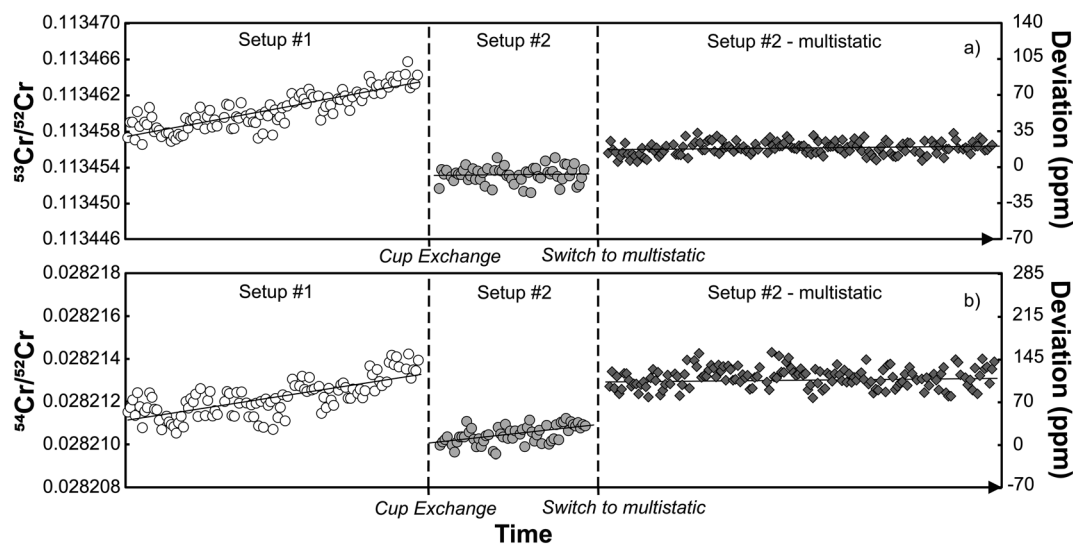 0.113470
0.113466
0.113462
0.113458
0.113454
0.113450
0.113446
⁵³Cr/⁵²Cr
Setup #1
Setup #2
Setup #2 - multistatic
a)
140
105
70
35
0
-35
-70
Deviation (ppm)
Cup Exchange
Switch to multistatic
0.028218
0.028216
0.028214
0.028212
0.028210
0.028208
⁵⁴Cr/⁵²Cr
Setup #1
Setup #2
Setup #2 - multistatic
b)
285
215
145
70
0
-70
Deviation (ppm)
Cup Exchange
Switch to multistatic
Time